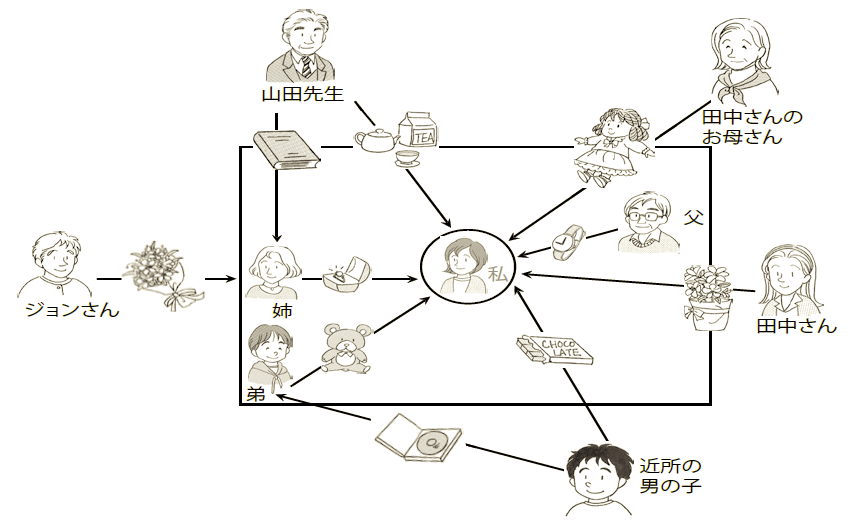 山田先生
TEA
田中さんの
お母さん
父
私
ジョンさん
姉
田中さん
CHOCO
LATE
弟
近所の
男の子